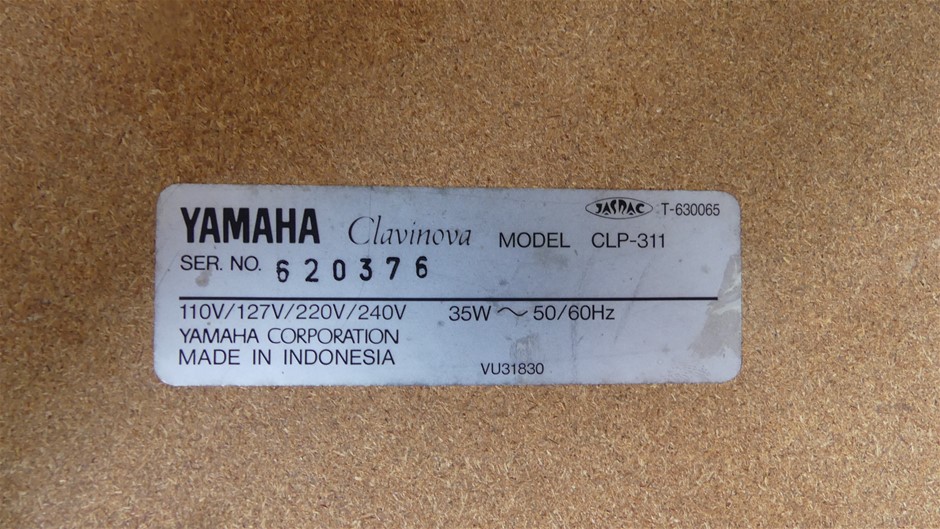 YAMAHA Clavinova MODEL CLP-311
JASPAC T-630065
SER. NO. 620376
110V/127V/220V/240V 35W ~ 50/60Hz
YAMAHA CORPORATION
MADE IN INDONESIA
VU31830